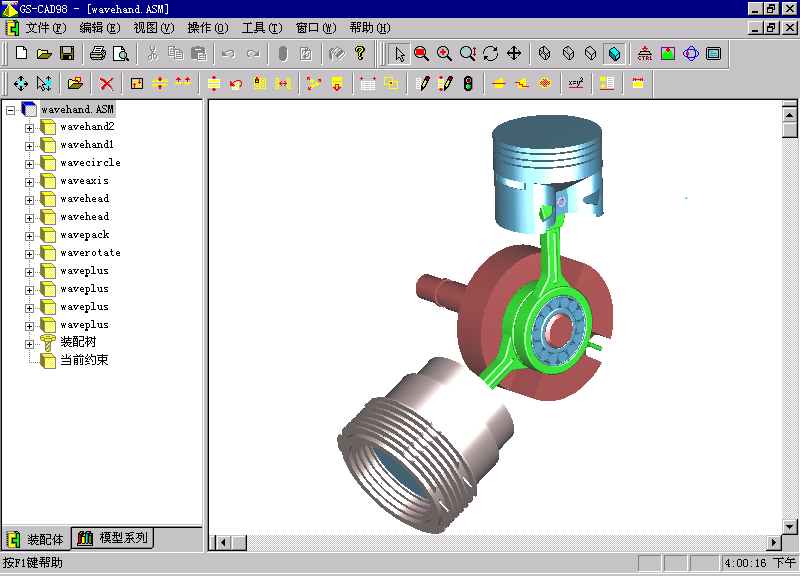 GS-CAD98 - [wavehand.ASM]
文件(F) 编辑(E) 视图(V) 操作(O) 工具(T) 窗口(W) 帮助(H)
CTRL
x=y²
wavehand.ASM
wavehand2
wavehand1
wavecircle
waveaxis
wavehead
wavehead
wavepack
waverotate
waveplus
waveplus
waveplus
waveplus
装配树
当前约束
装配体 模型系列
按F1键帮助 4:00:16 下午